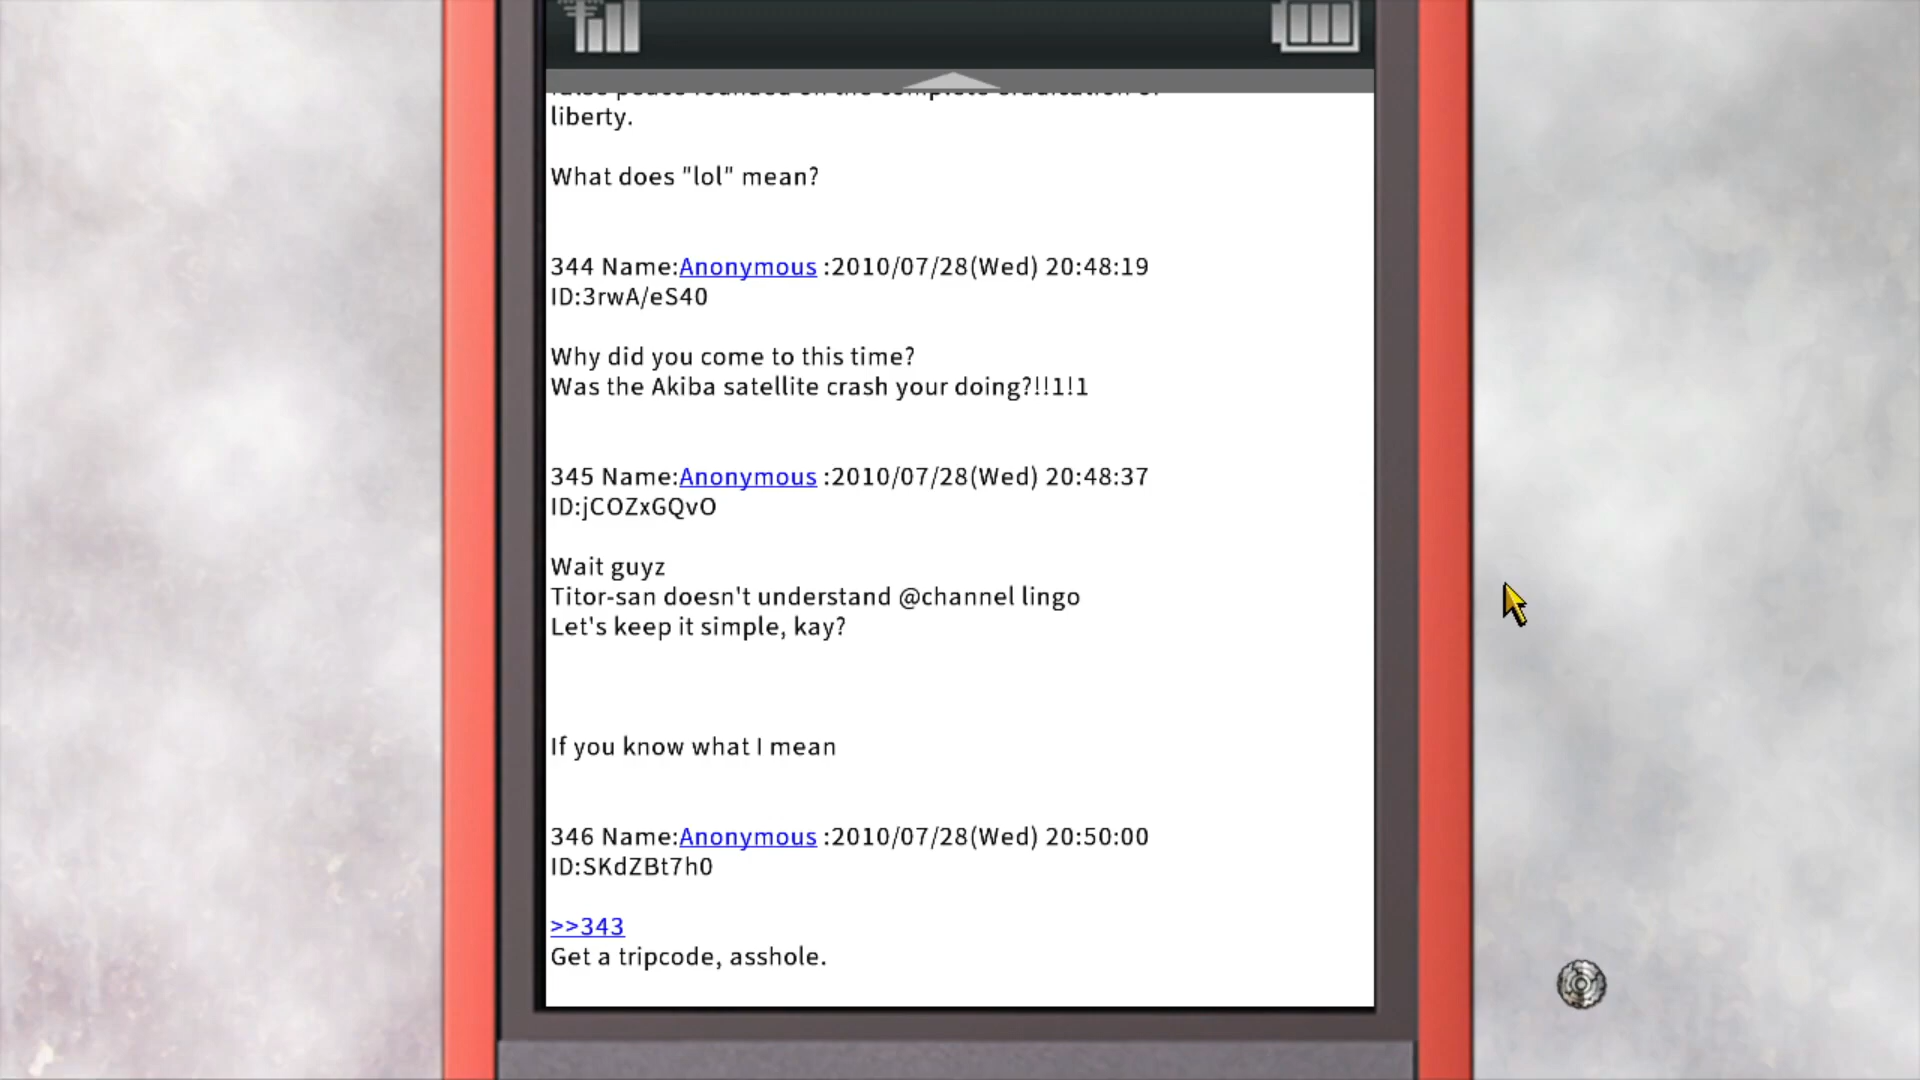 liberty.
What does "lol" mean?
344 Name:Anonymous :2010/07/28(Wed) 20:48:19
ID:3rwA/eS40
Why did you come to this time?
Was the Akiba satellite crash your doing?!!1!1
345 Name:Anonymous :2010/07/28(Wed) 20:48:37
ID:jCOZxGQvO
Wait guyz
Titor-san doesn't understand @channel lingo
Let's keep it simple, kay?
If you know what I mean
346 Name:Anonymous :2010/07/28(Wed) 20:50:00
ID:SKdZBt7h0
>>343
Get a tripcode, asshole.